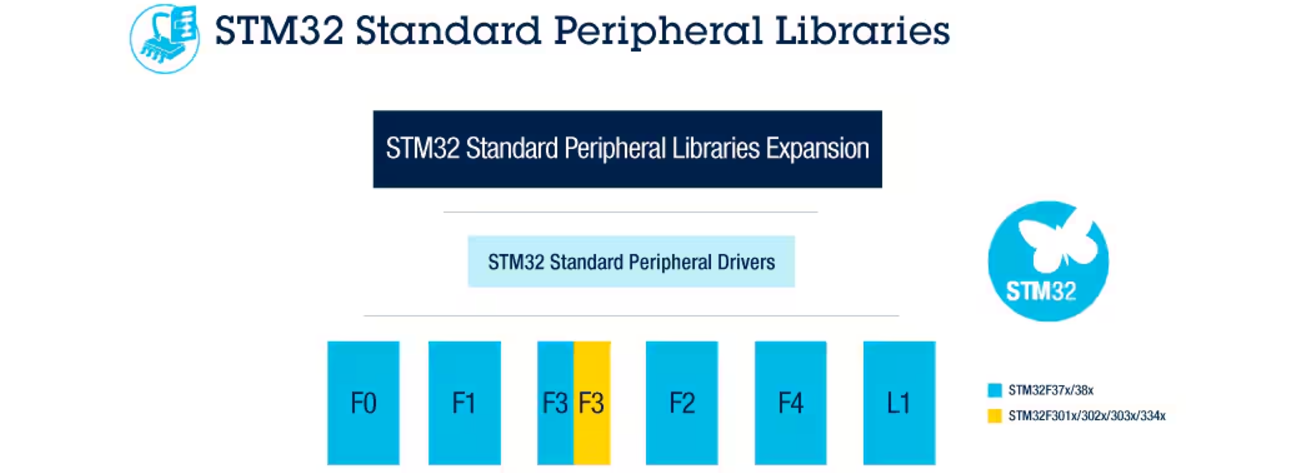 STM32 Standard Peripheral Libraries
STM32 Standard Peripheral Libraries Expansion
STM32 Standard Peripheral Drivers
STM32
F0 F1 F3 F3 F2 F4 L1
STM32F37x/38x
STM32F301x/302x/303x/334x